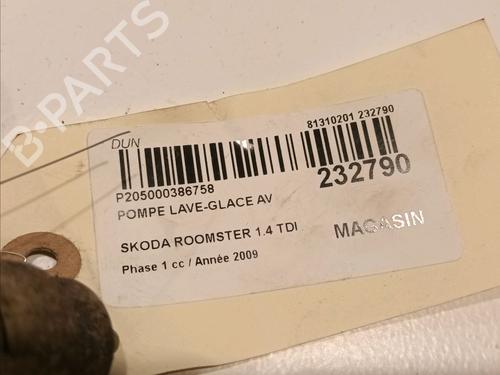 B-PARTS
DUN
81310201 232790
P205000386758
232790
POMPE LAVE-GLACE AV
SKODA ROOMSTER 1.4 TDI
MAGASIN
Phase 1 cc / Année 2009